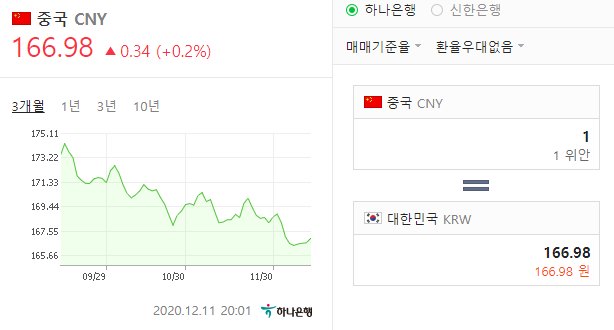 중국 CNY
166.98 ▲ 0.34 (+0.2%)
3개월 1년 3년 10년
175.11
173.22
171.33
169.44
167.55
165.66
09/29 10/30 11/30
2020.12.11 20:01 하나은행
하나은행 신한은행
매매기준율 환율우대없음
중국 CNY
1
1 위안
대한민국 KRW
166.98
166.98 원